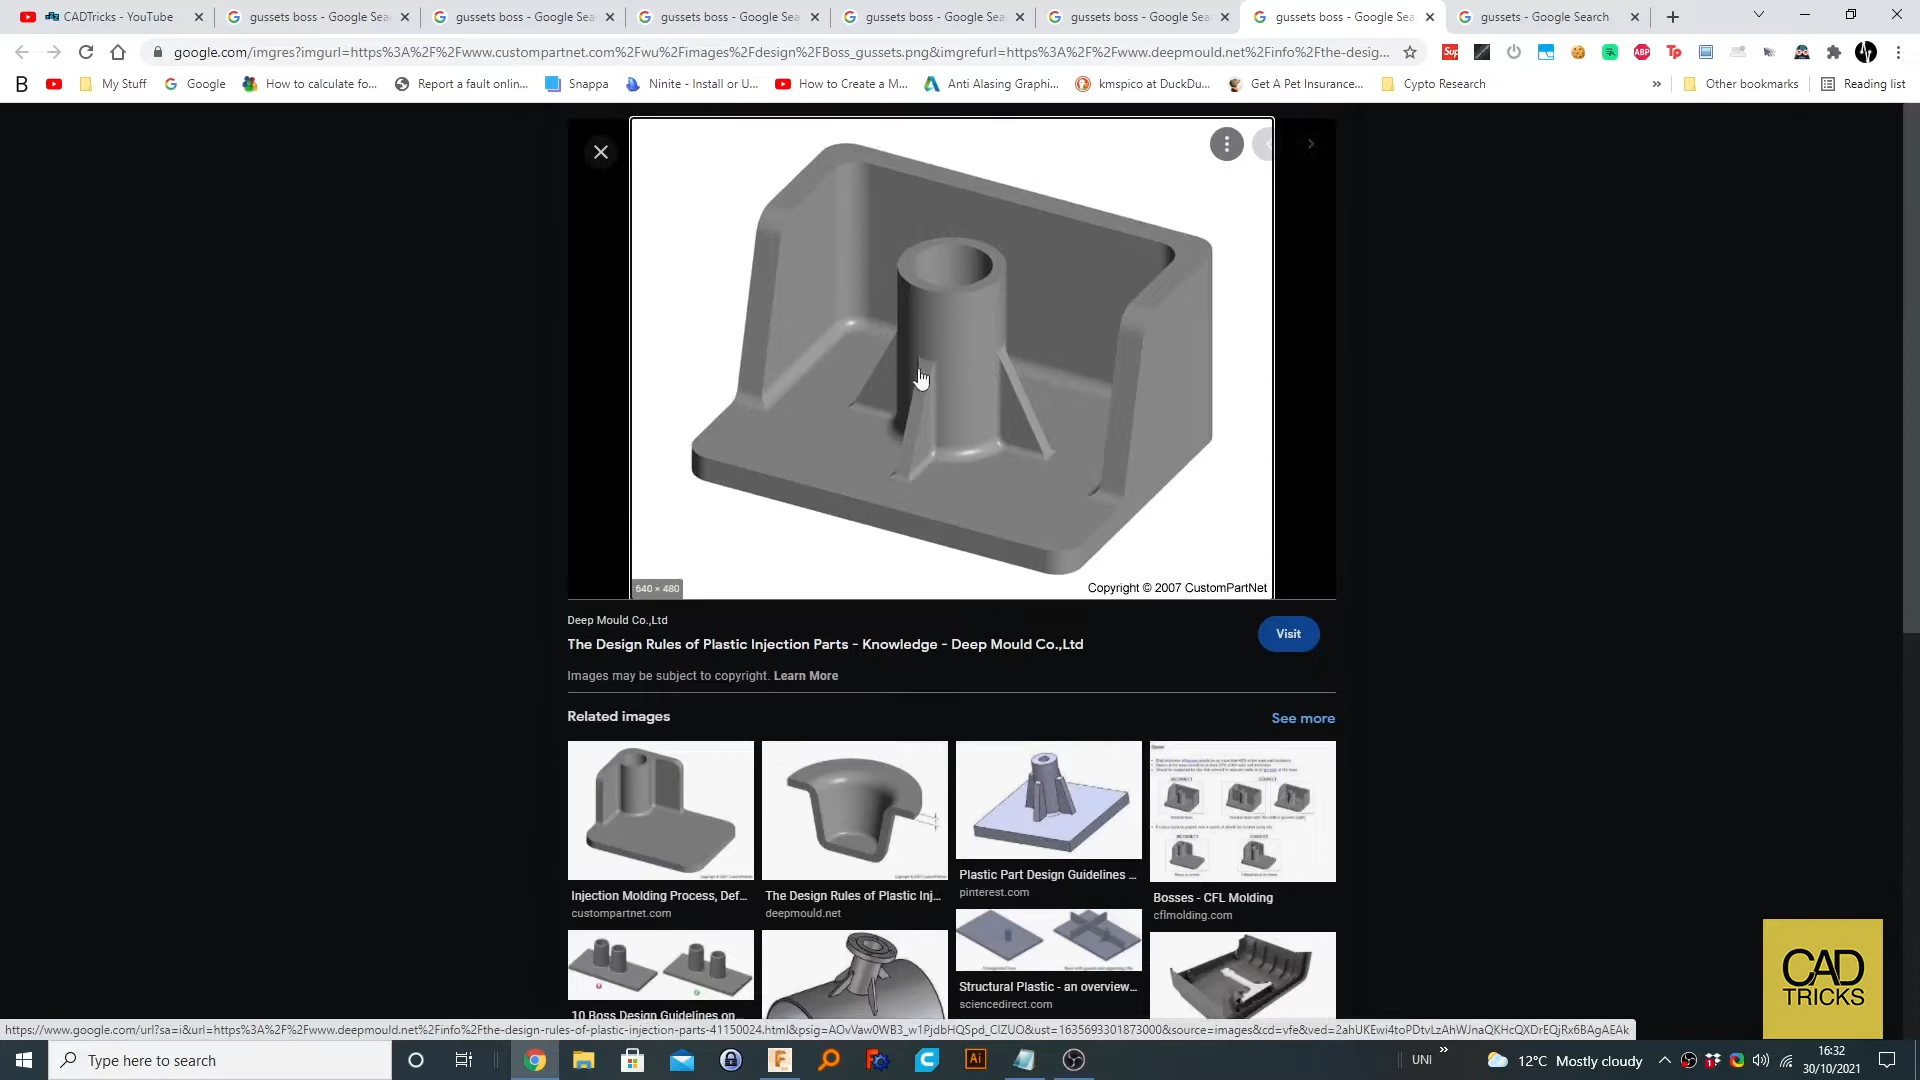 CADTricks - YouTube
gussets boss - Google Sea
gussets boss - Google Sea
gussets boss - Google Sea
gussets boss - Google Sea
gussets boss - Google Sea
gussets boss - Google Sea
gussets - Google Search
google.com/imgres?imgurl=https%3A%2F%2Fwww.custompartnet.com%2Fwu%2Fimages%2Fdesign%2FBoss_gussets.png&imgrefurl=https%3A%2F%2Fwww.deepmould.net%2Finfo%2Fthe-desig...
My Stuff
Google
How to calculate fo...
Report a fault onlin...
Snappa
Ninite - Install or U...
How to Create a M...
Anti Alasing Graphi...
kmspico at DuckDu...
Get A Pet Insurance...
Cypto Research
Other bookmarks
Reading list
640 × 480
Copyright © 2007 CustomPartNet
Deep Mould Co.,Ltd
The Design Rules of Plastic Injection Parts - Knowledge - Deep Mould Co.,Ltd
Visit
Images may be subject to copyright. Learn More
Related images
See more
Injection Molding Process, Def...
custompartnet.com
The Design Rules of Plastic Inj...
deepmould.net
Plastic Part Design Guidelines ...
pinterest.com
Bosses - CFL Molding
cflmolding.com
10 Boss Design Guidelines on
Structural Plastic - an overview...
sciencedirect.com
CAD
TRICKS
Type here to search
UNI
12°C Mostly cloudy
16:32
30/10/2021